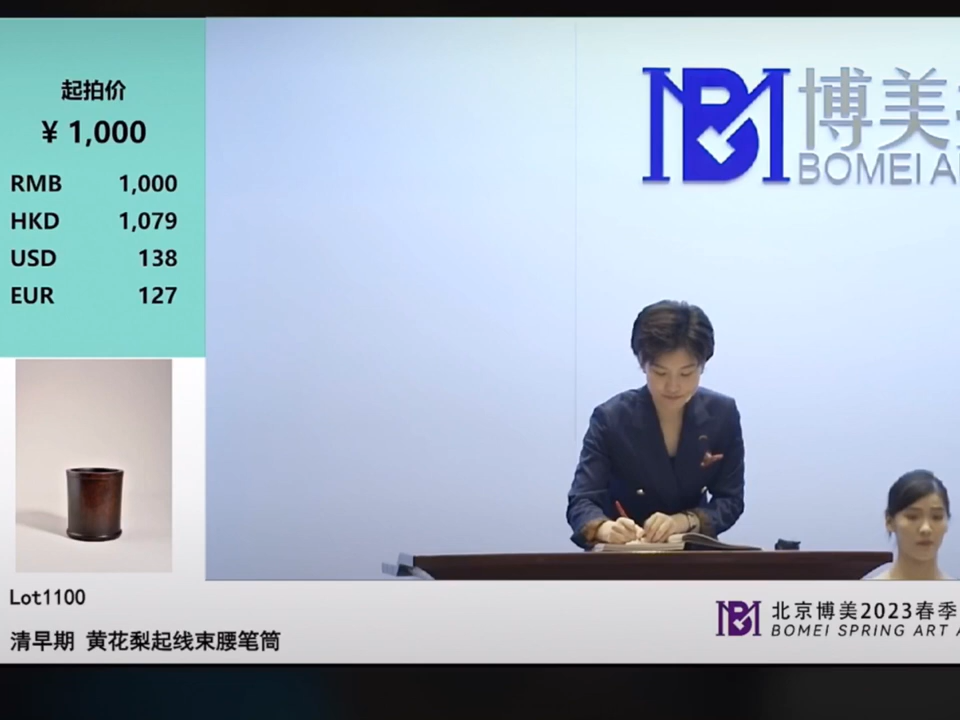 起拍价
¥ 1,000
RMB 1,000
HKD 1,079
USD 138
EUR 127
博美
BOMEI A
Lot1100
清早期 黄花梨起线束腰笔筒
北京博美2023春季
BOMEI SPRING ART A